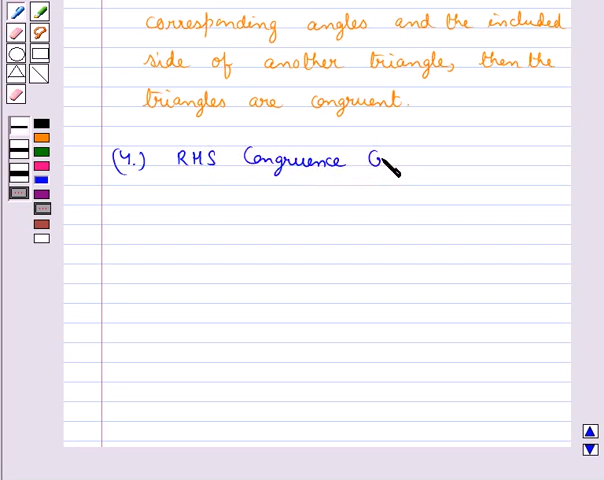 corresponding angles and the included
side of another triangle, then the
triangles are congruent.
(4.) RHS Congruence C